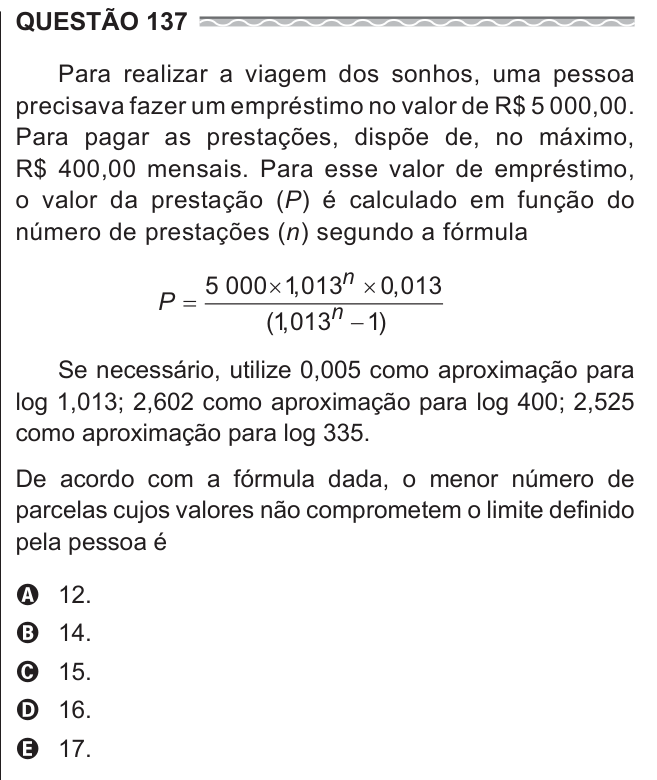 QUESTÃO 137
Para realizar a viagem dos sonhos, uma pessoa
precisava fazer um empréstimo no valor de R$ 5 000,00.
Para pagar as prestações, dispõe de, no máximo,
R$ 400,00 mensais. Para esse valor de empréstimo,
o valor da prestação (P) é calculado em função do
número de prestações (n) segundo a fórmula
P = 5 000×1,013ⁿ ×0,013
(1,013ⁿ – 1)
Se necessário, utilize 0,005 como aproximação para
log 1,013; 2,602 como aproximação para log 400; 2,525
como aproximação para log 335.
De acordo com a fórmula dada, o menor número de
parcelas cujos valores não comprometem o limite definido
pela pessoa é
A 12.
B 14.
C 15.
D 16.
E 17.